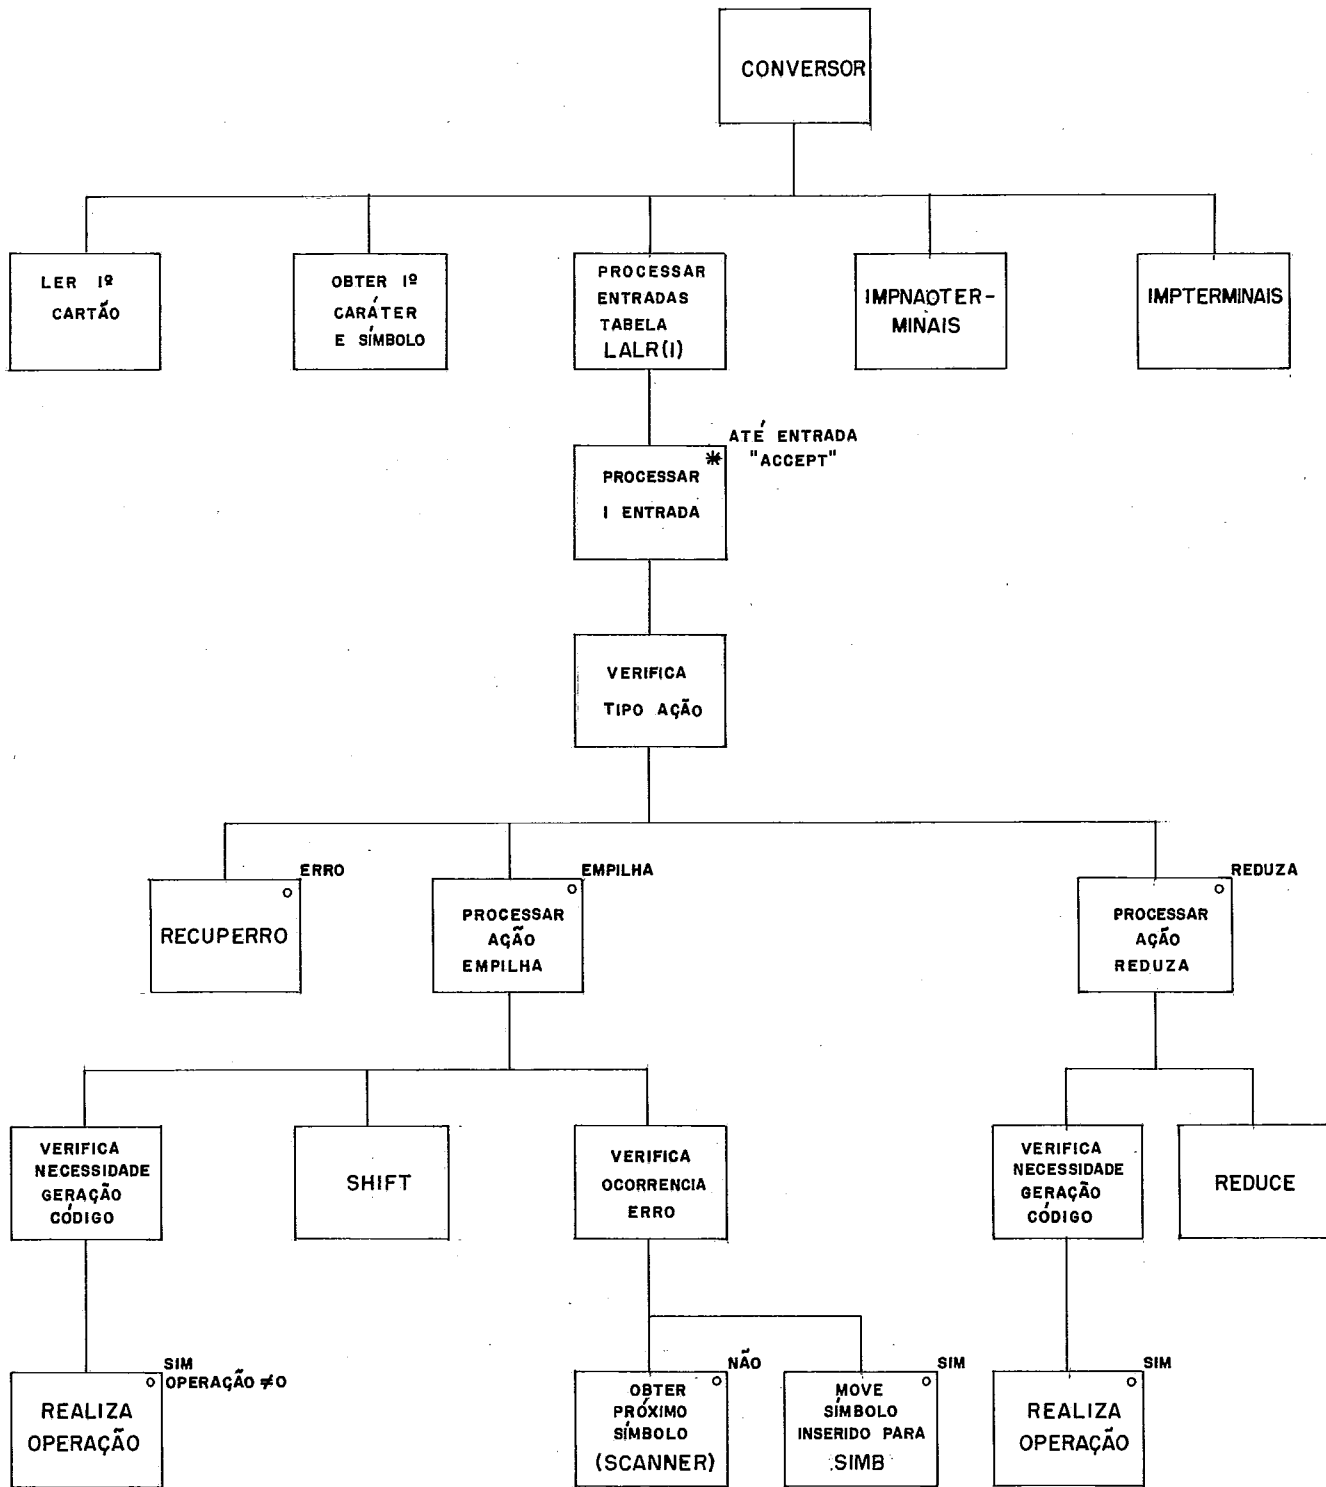 CONVERSOR
LER 1º
CARTÃO
OBTER 1º
CARÁTER
E SÍMBOLO
PROCESSAR
ENTRADAS
TABELA
LALR(1)
IMPNAOTER-
MINAIS
IMPTERMINAIS
ATÉ ENTRADA
"ACCEPT"
*
PROCESSAR
1 ENTRADA
VERIFICA
TIPO AÇÃO
ERRO
RECUPERRO
EMPILHA
PROCESSAR
AÇÃO
EMPILHA
REDUZA
PROCESSAR
AÇÃO
REDUZA
VERIFICA
NECESSIDADE
GERAÇÃO
CÓDIGO
SHIFT
VERIFICA
OCORRENCIA
ERRO
VERIFICA
NECESSIDADE
GERAÇÃO
CÓDIGO
REDUCE
SIM
OPERAÇÃO ≠0
REALIZA
OPERAÇÃO
NÃO
OBTER
PRÓXIMO
SÍMBOLO
(SCANNER)
SIM
MOVE
SÍMBOLO
INSERIDO PARA
SIMB
SIM
REALIZA
OPERAÇÃO